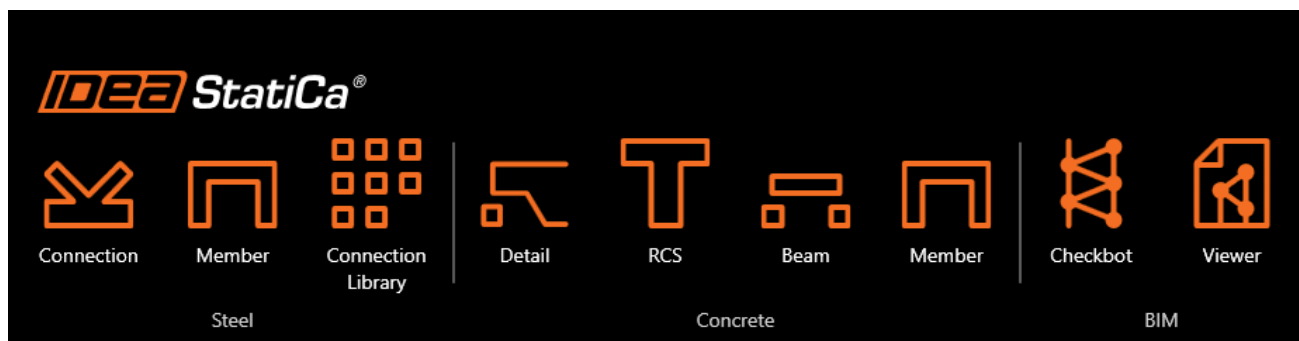 IDEA StatiCa®
Connection
Member
Connection
Library
Detail
RCS
Beam
Member
Checkbot
Viewer
Steel
Concrete
BIM